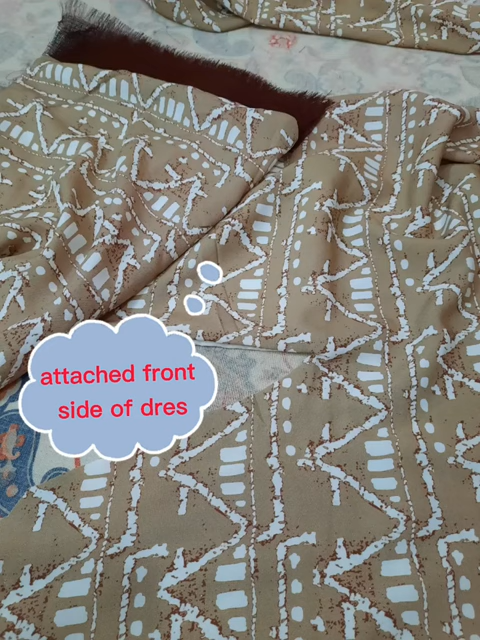 attached front
side of dres